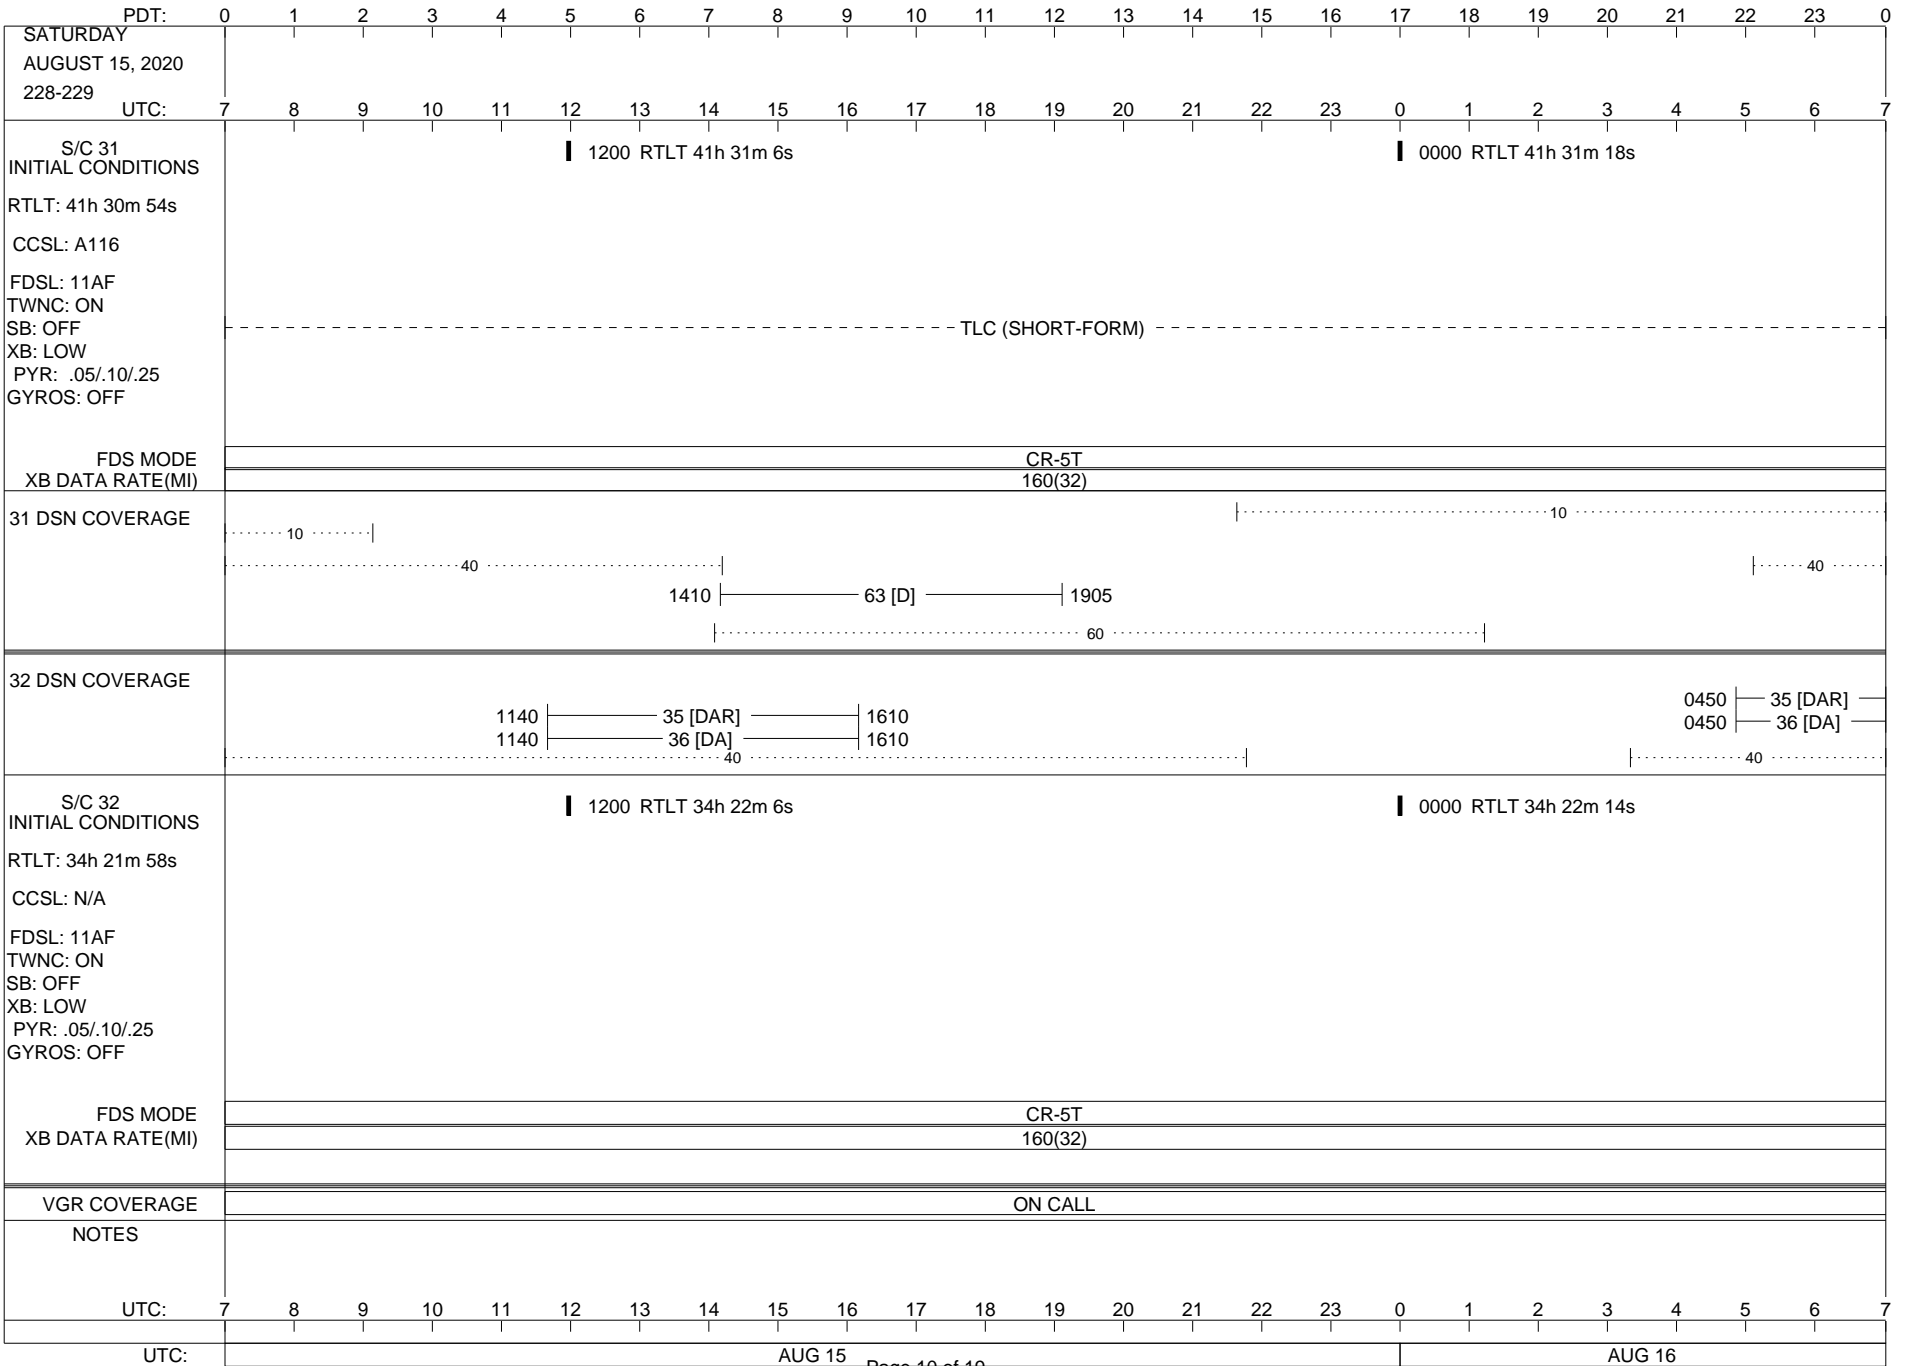 PDT: 0 1 2 3 4 5 6 7 8 9 10 11 12 13 14 15 16 17 18 19 20 21 22 23 0
SATURDAY
AUGUST 15, 2020
228-229
UTC: 7 8 9 10 11 12 13 14 15 16 17 18 19 20 21 22 23 0 1 2 3 4 5 6 7
S/C 31
INITIAL CONDITIONS
1200 RTLT 41h 31m 6s
0000 RTLT 41h 31m 18s
RTLT: 41h 30m 54s
CCSL: A116
FDSL: 11AF
TWNC: ON
SB: OFF
TLC (SHORT-FORM)
XB: LOW
PYR: .05/.10/.25
GYROS: OFF
FDS MODE CR-5T
XB DATA RATE(MI) 160(32)
31 DSN COVERAGE
10
10
40
40
1410 63 [D] 1905
60
32 DSN COVERAGE
0450 35 [DAR]
1140 35 [DAR] 1610
0450 36 [DA]
1140 36 [DA] 1610
40
40
S/C 32
INITIAL CONDITIONS
1200 RTLT 34h 22m 6s
0000 RTLT 34h 22m 14s
RTLT: 34h 21m 58s
CCSL: N/A
FDSL: 11AF
TWNC: ON
SB: OFF
XB: LOW
PYR: .05/.10/.25
GYROS: OFF
FDS MODE CR-5T
XB DATA RATE(MI) 160(32)
VGR COVERAGE ON CALL
NOTES
UTC: 7 8 9 10 11 12 13 14 15 16 17 18 19 20 21 22 23 0 1 2 3 4 5 6 7
UTC: AUG 15 AUG 16
Page 10 of 19